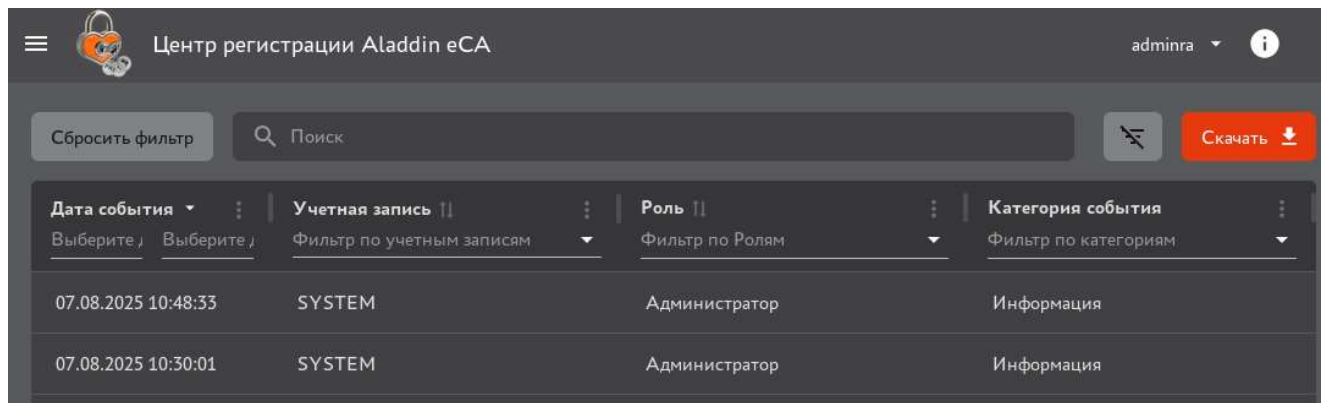 Центр регистрации Aladdin eCA
adminra
Сбросить фильтр
Поиск
Скачать
Дата события Учетная запись Роль Категория события
Выберите Выберите Фильтр по учетным записям Фильтр по Ролям Фильтр по категориям
07.08.2025 10:48:33 SYSTEM Администратор Информация
07.08.2025 10:30:01 SYSTEM Администратор Информация